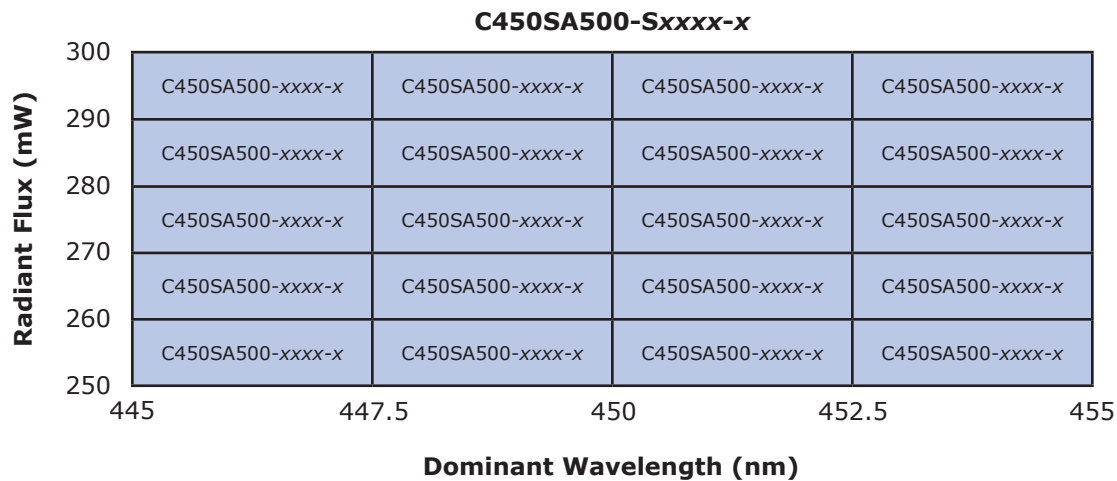 C450SA500-Sxxxx-x
Radiant Flux (mW)
300
C450SA500-xxxx-x C450SA500-xxxx-x C450SA500-xxxx-x C450SA500-xxxx-x
290
C450SA500-xxxx-x C450SA500-xxxx-x C450SA500-xxxx-x C450SA500-xxxx-x
280
C450SA500-xxxx-x C450SA500-xxxx-x C450SA500-xxxx-x C450SA500-xxxx-x
270
C450SA500-xxxx-x C450SA500-xxxx-x C450SA500-xxxx-x C450SA500-xxxx-x
260
C450SA500-xxxx-x C450SA500-xxxx-x C450SA500-xxxx-x C450SA500-xxxx-x
250
445 447.5 450 452.5 455
Dominant Wavelength (nm)